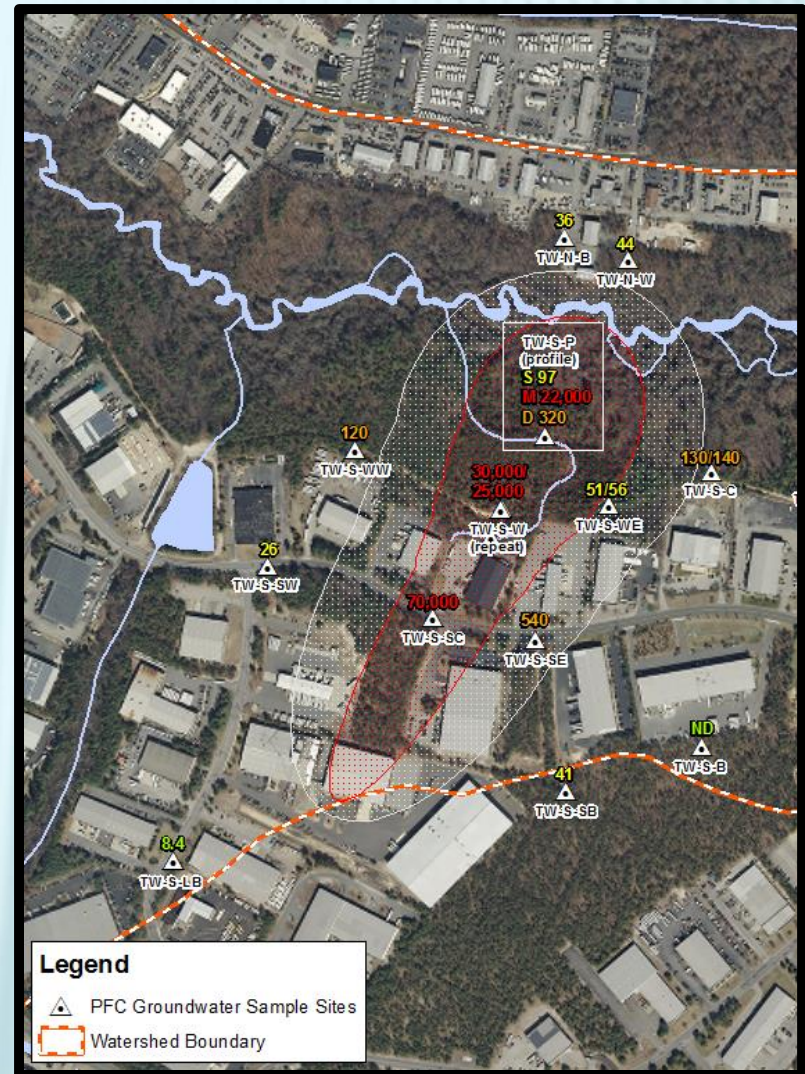 36
TW-N-B
44
TW-N-W
TW-S-P
(profile)
S 97
M 22,000
D 320
120
TW-S-WW
30,000/
25,000
TW-S-W
(repeat)
51/56
TW-S-WE
130/140
TW-S-C
26
TW-S-SW
70,000
TW-S-SC
540
TW-S-SE
ND
TW-S-B
41
TW-S-SB
8.4
TW-S-LB
Legend
PFC Groundwater Sample Sites
Watershed Boundary